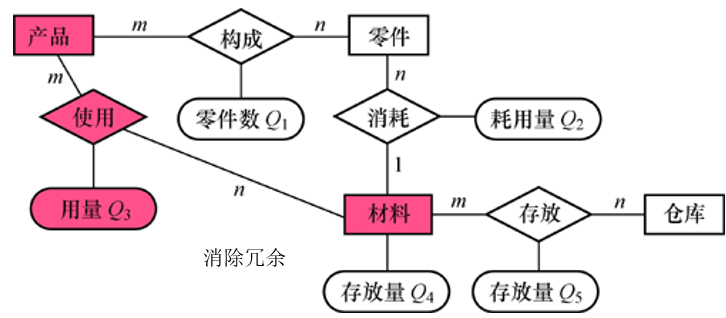 产品
m
构成
n
零件
m
n
使用
零件数 Q1
消耗
耗用量 Q2
1
用量 Q3
n
材料
m
存放
n
仓库
消除冗余
存放量 Q4
存放量 Q5